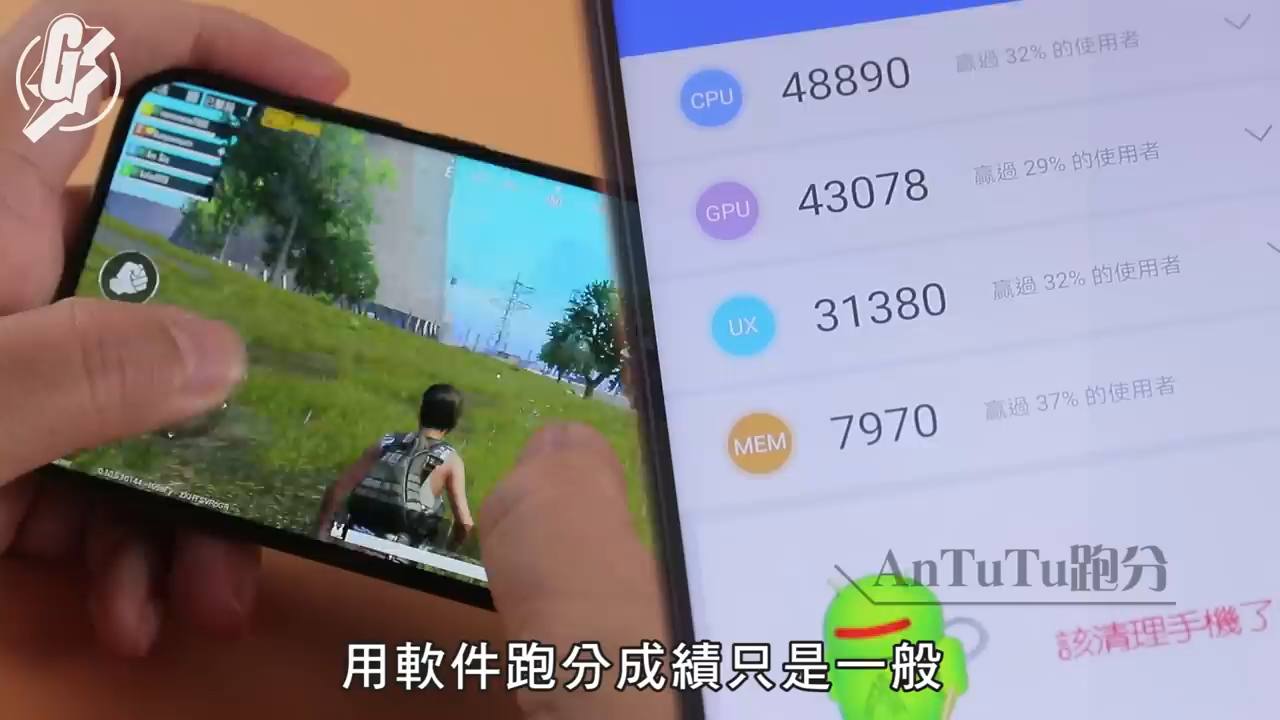 CPU 48890 贏過 32% 的使用者
GPU 43078 贏過 29% 的使用者
UX 31380 贏過 32% 的使用者
MEM 7970 贏過 37% 的使用者
AnTuTu跑分
該清理手機了
用軟件跑分成績只是一般